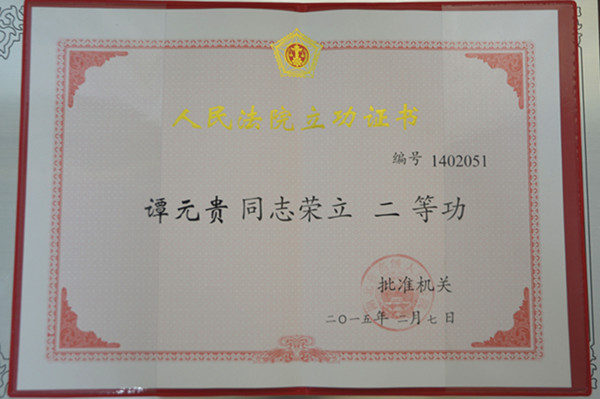 人民法院立功证书
编号 1402051
谭元贵 同志荣立 二 等功
批准机关
二〇一五年 二月 七日